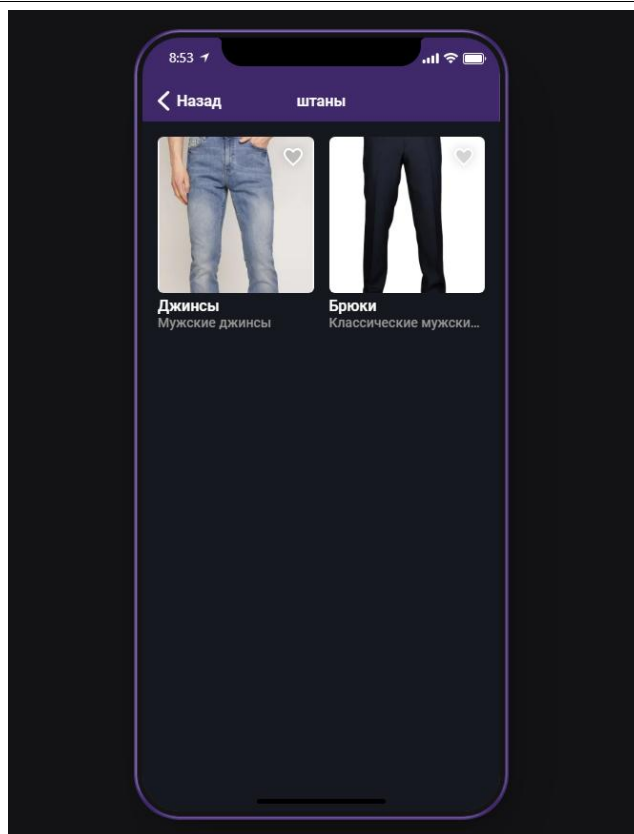 8:53
Назад
штаны
Джинсы
Мужские джинсы
Брюки
Классические мужски...